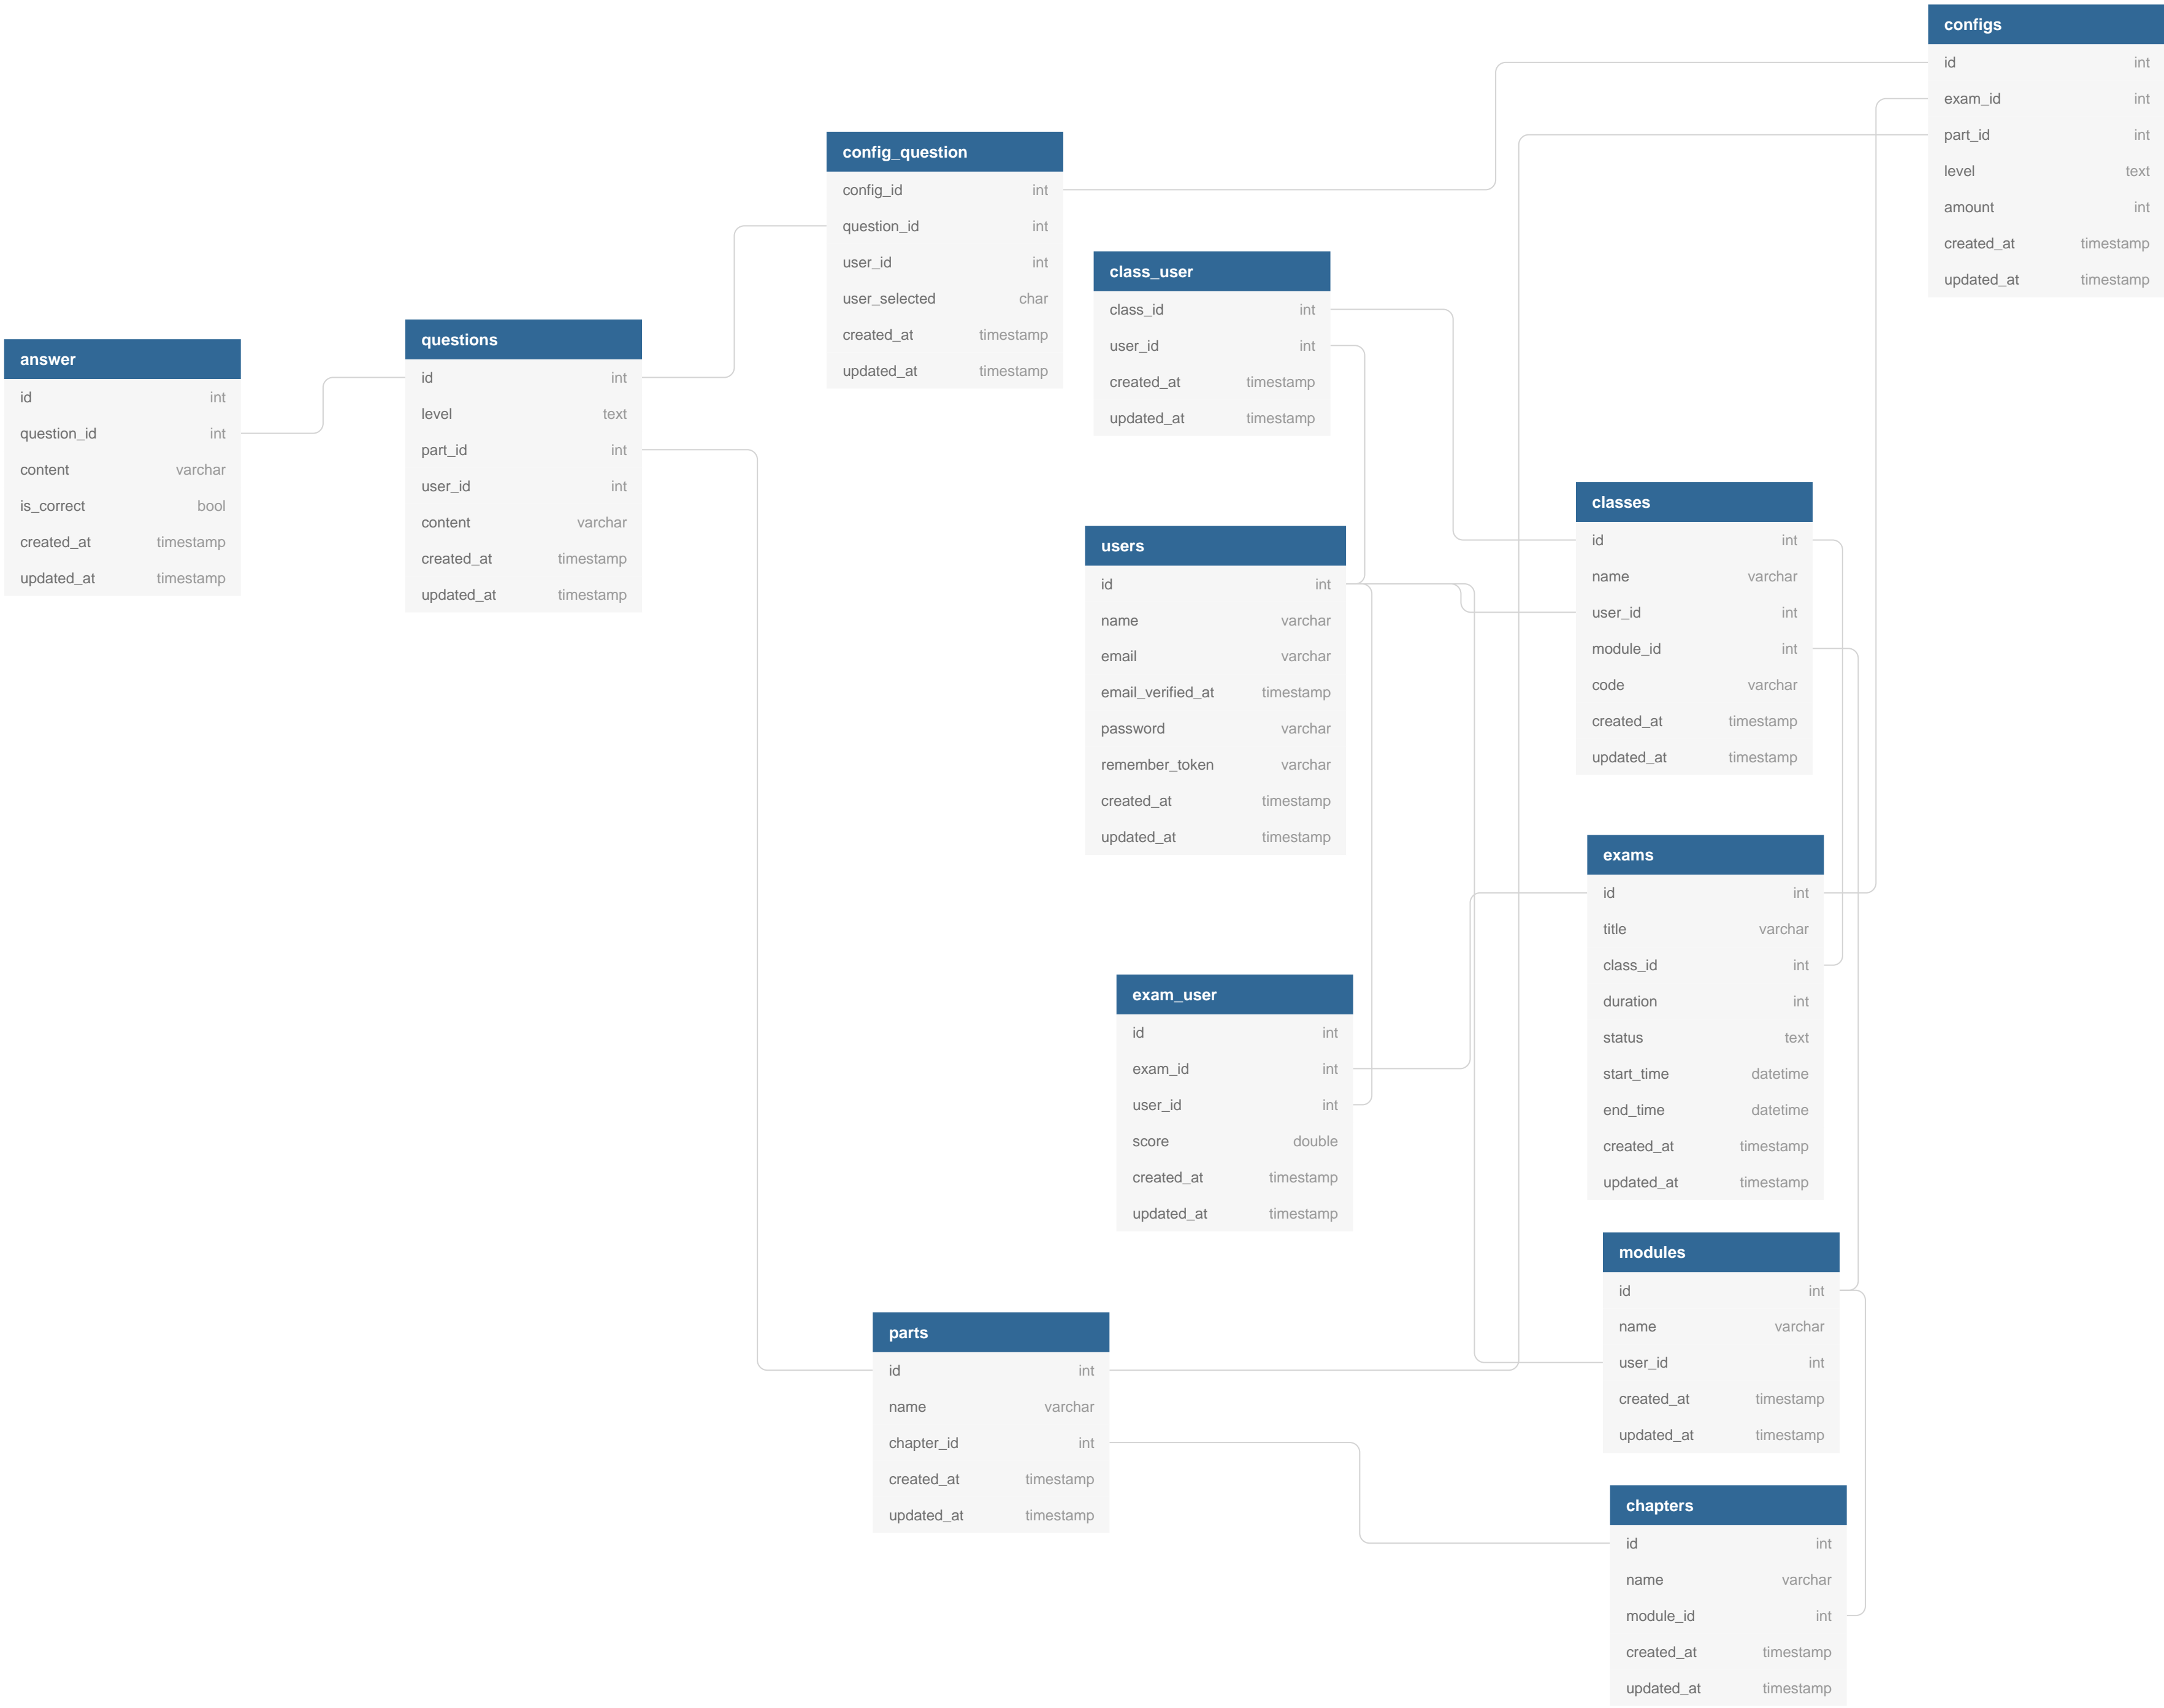 configs
id int
exam_id int
part_id int
level text
amount int
created_at timestamp
updated_at timestamp
config_question
config_id int
question_id int
user_id int
user_selected char
created_at timestamp
updated_at timestamp
class_user
class_id int
user_id int
created_at timestamp
updated_at timestamp
questions
id int
level text
part_id int
user_id int
content varchar
created_at timestamp
updated_at timestamp
answer
id int
question_id int
content varchar
is_correct bool
created_at timestamp
updated_at timestamp
classes
id int
name varchar
user_id int
module_id int
code varchar
created_at timestamp
updated_at timestamp
users
id int
name varchar
email varchar
email_verified_at timestamp
password varchar
remember_token varchar
created_at timestamp
updated_at timestamp
exams
id int
title varchar
class_id int
duration int
status text
start_time datetime
end_time datetime
created_at timestamp
updated_at timestamp
exam_user
id int
exam_id int
user_id int
score double
created_at timestamp
updated_at timestamp
modules
id int
name varchar
user_id int
created_at timestamp
updated_at timestamp
parts
id int
name varchar
chapter_id int
created_at timestamp
updated_at timestamp
chapters
id int
name varchar
module_id int
created_at timestamp
updated_at timestamp